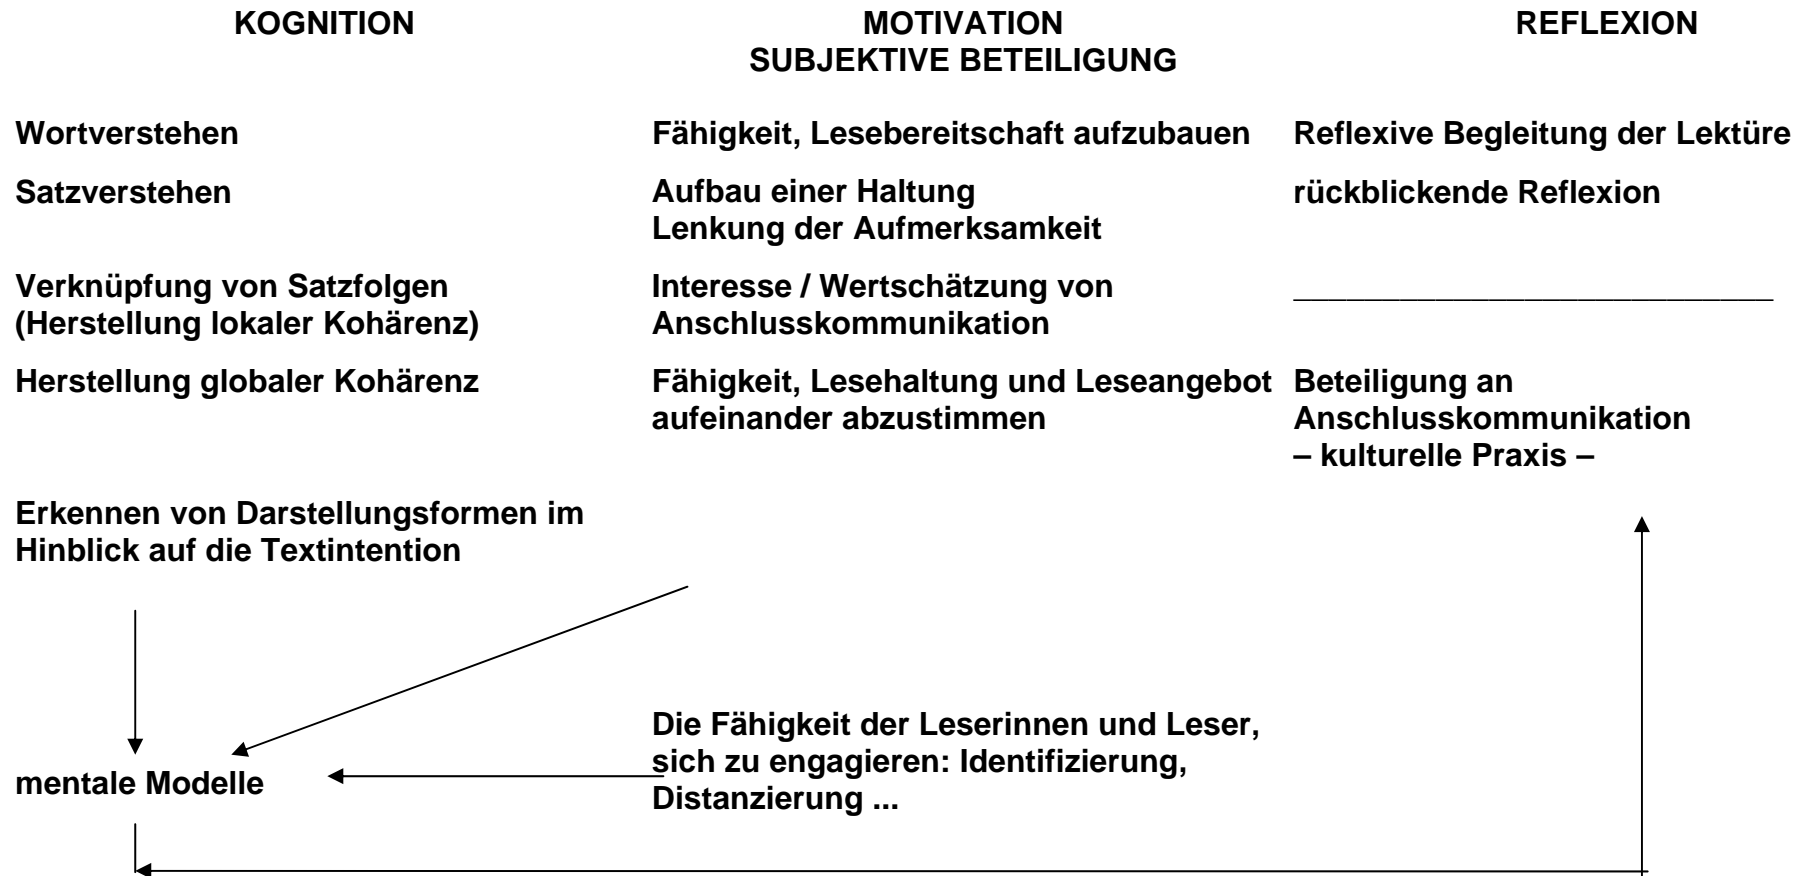 KOGNITION
MOTIVATION
SUBJEKTIVE BETEILIGUNG
REFLEXION
Wortverstehen
Fähigkeit, Lesebereitschaft aufzubauen
Reflexive Begleitung der Lektüre
Satzverstehen
Aufbau einer Haltung
Lenkung der Aufmerksamkeit
rückblickende Reflexion
Verknüpfung von Satzfolgen
(Herstellung lokaler Kohärenz)
Interesse / Wertschätzung von
Anschlusskommunikation
Herstellung globaler Kohärenz
Fähigkeit, Lesehaltung und Leseangebot
aufeinander abzustimmen
Beteiligung an
Anschlusskommunikation
– kulturelle Praxis –
Erkennen von Darstellungsformen im
Hinblick auf die Textintention
Die Fähigkeit der Leserinnen und Leser,
sich zu engagieren: Identifizierung,
Distanzierung ...
mentale Modelle